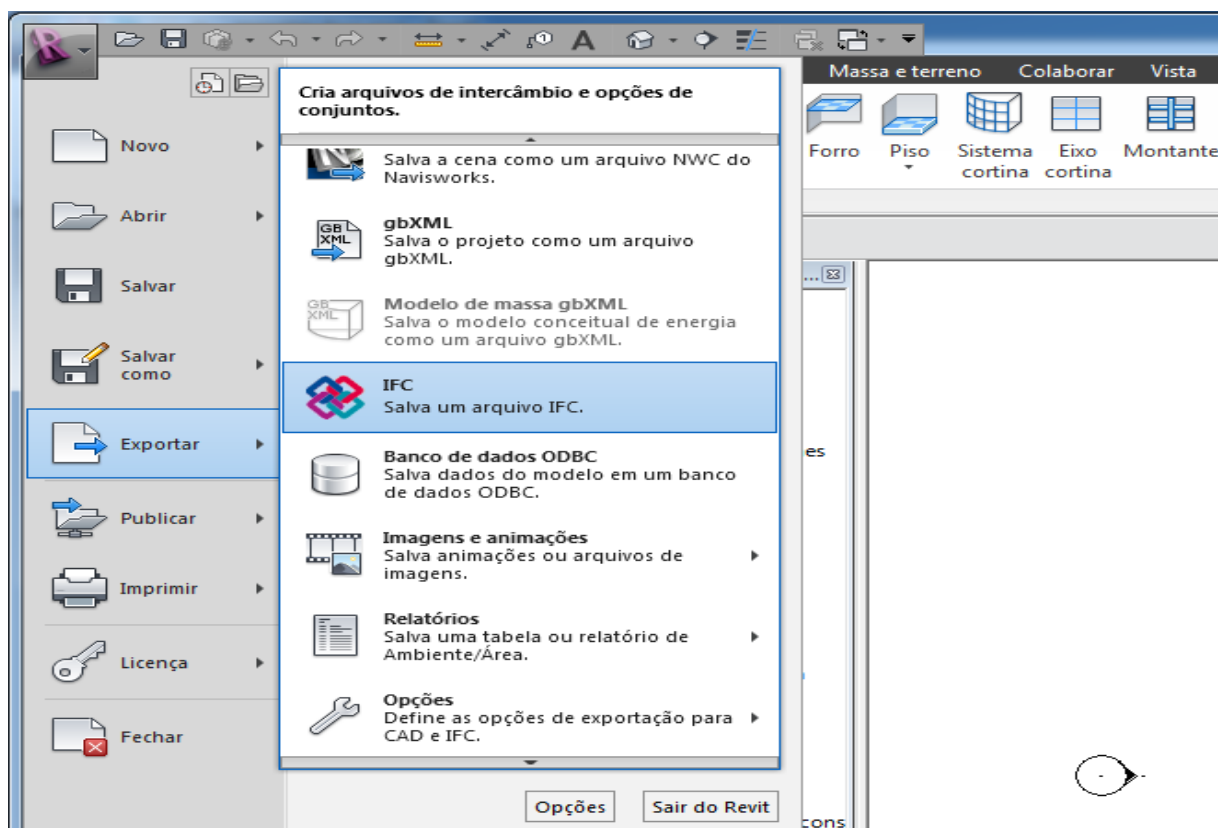 Massa e terreno Colaborar Vista
Forro Piso Sistema cortina Eixo cortina Montante
Cria arquivos de intercâmbio e opções de
conjuntos.
Novo
Abrir
Salvar
Salvar
como
Exportar
Publicar
Imprimir
Licença
Fechar
Salva a cena como um arquivo NWC do
Navisworks.
GB
XML
gbXML
Salva o projeto como um arquivo
gbXML.
GB
XML
Modelo de massa gbXML
Salva o modelo conceitual de energia
como um arquivo gbXML.
IFC
Salva um arquivo IFC.
Banco de dados ODBC
Salva dados do modelo em um banco
de dados ODBC.
Imagens e animações
Salva animações ou arquivos de
imagens.
Relatórios
Salva uma tabela ou relatório de
Ambiente/Área.
Opções
Define as opções de exportação para
CAD e IFC.
Opções Sair do Revit
...
es
cons